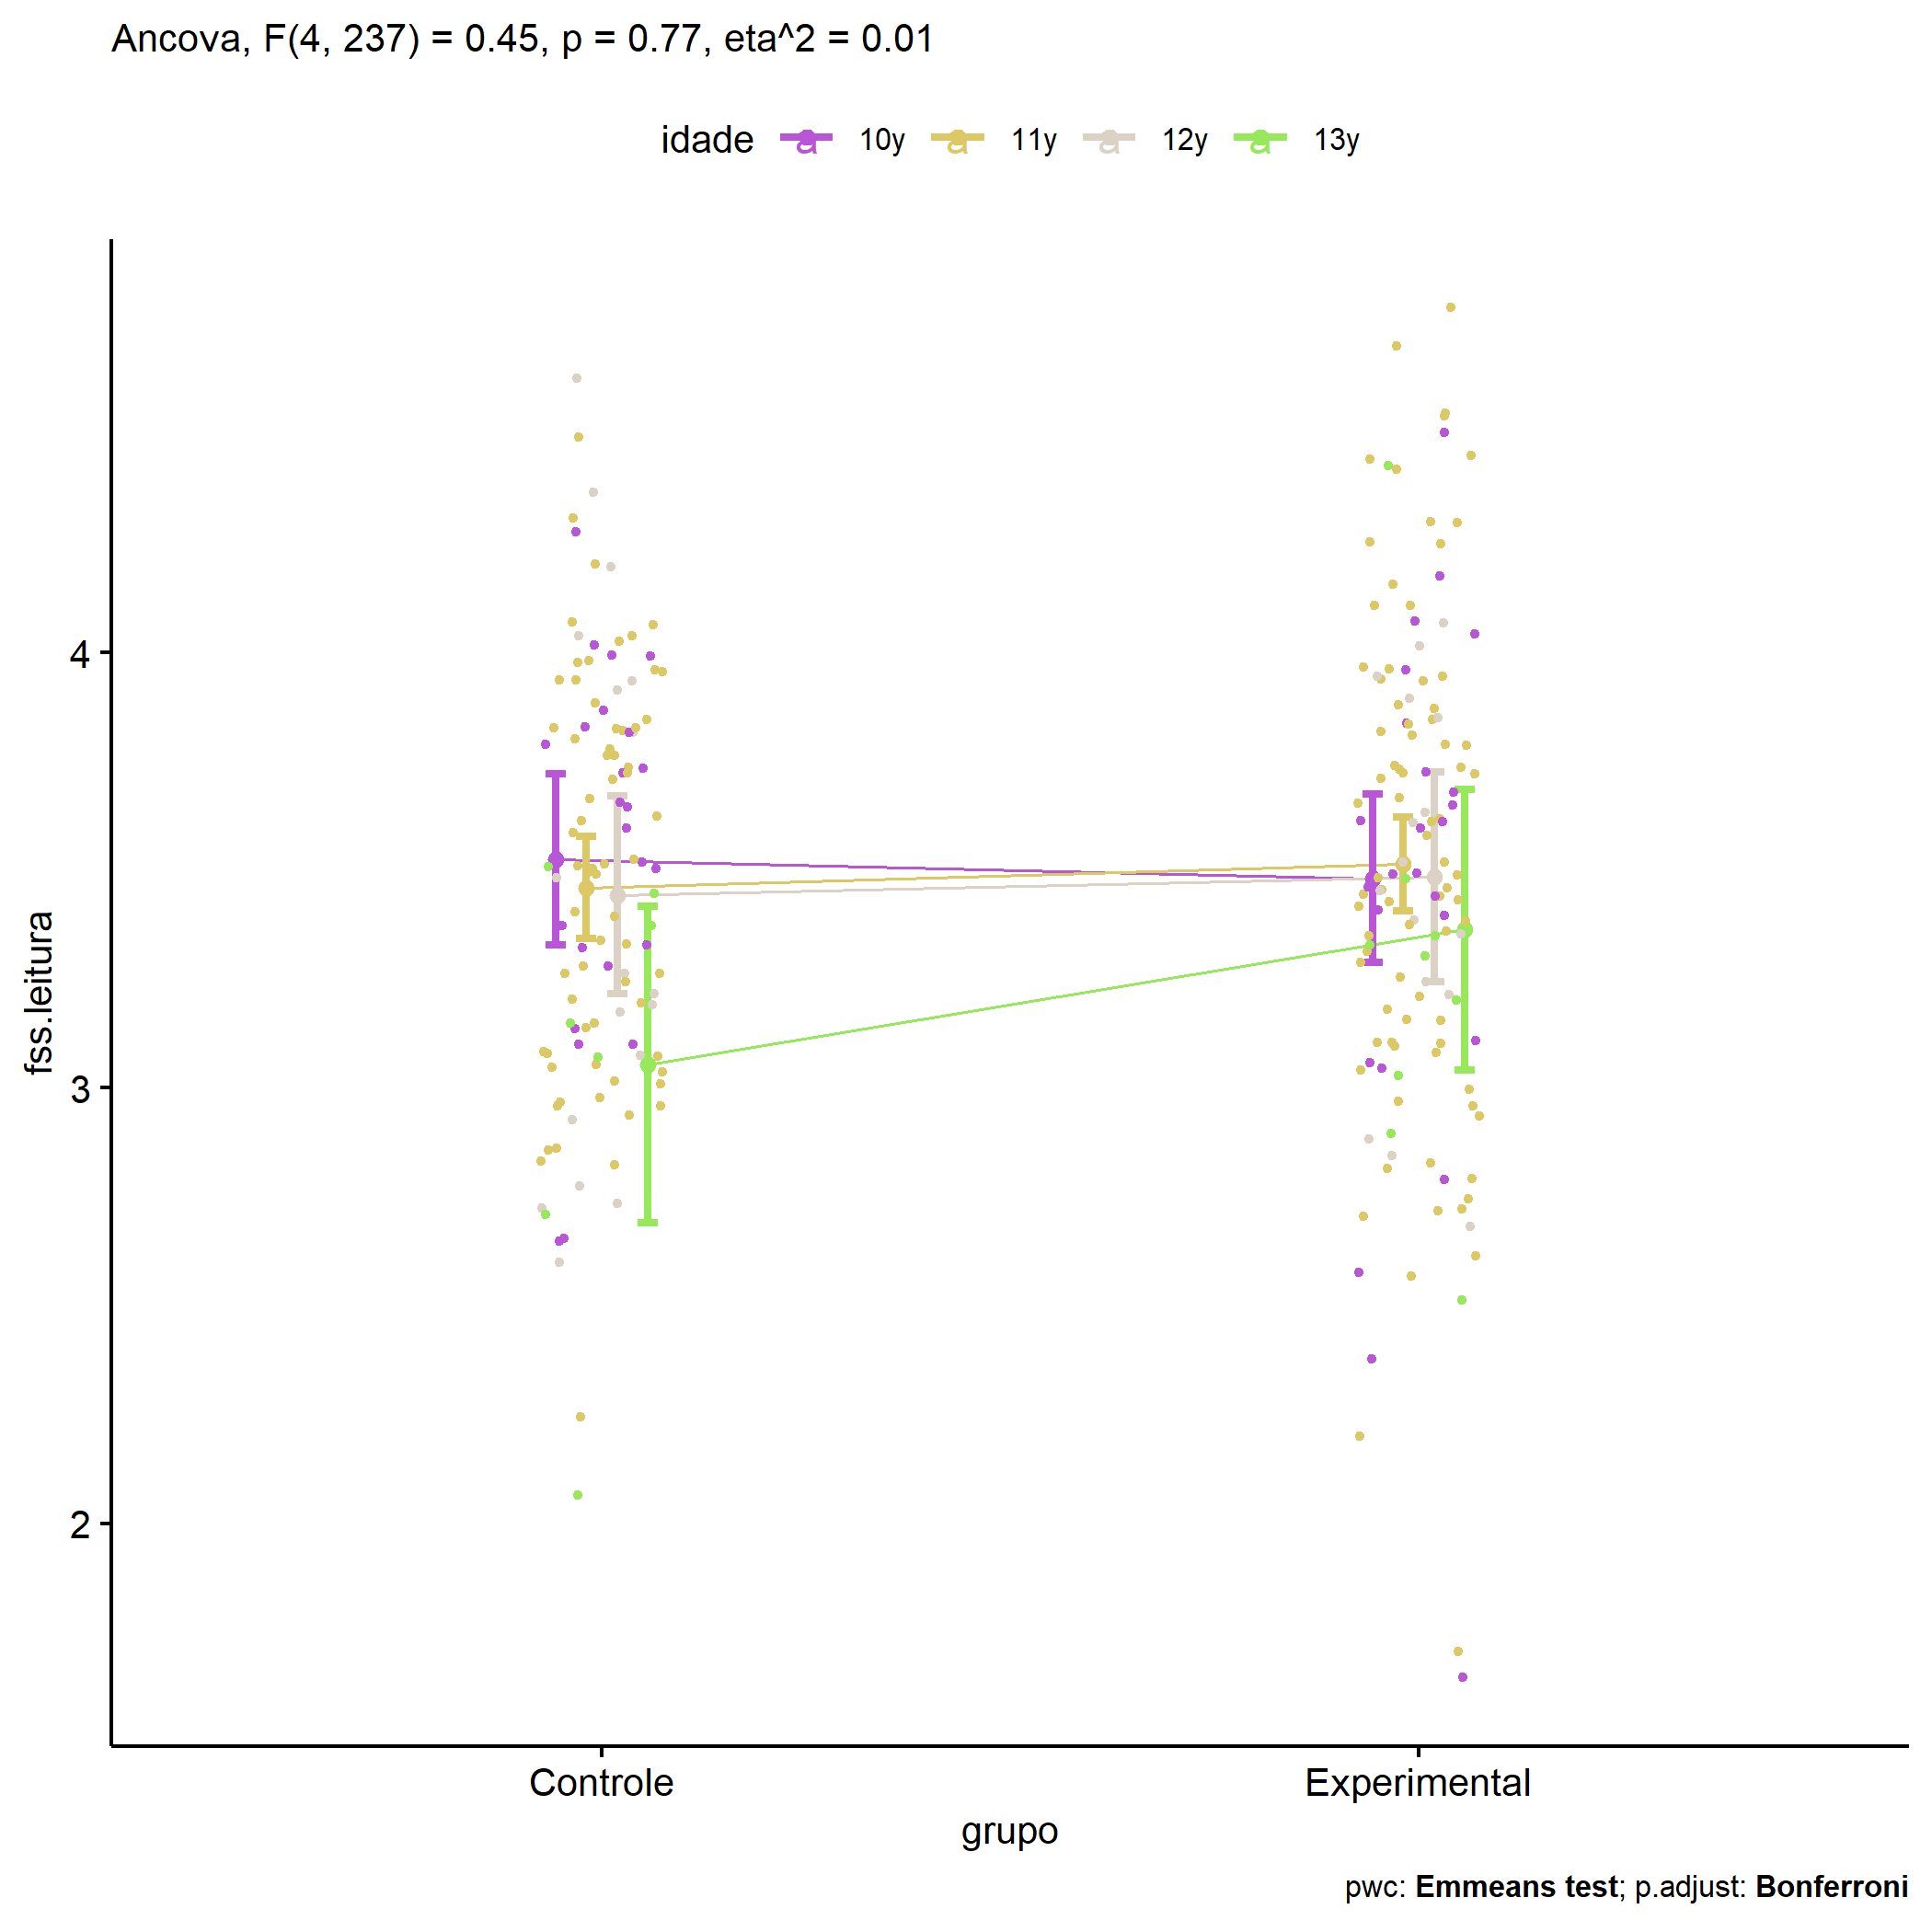 Ancova, F(4, 237) = 0.45, p = 0.77, eta^2 = 0.01
idade a 10y a 11y a 12y a 13y
fss.leitura
4
3
2
Controle Experimental
grupo
pwc: Emmeans test; p.adjust: Bonferroni